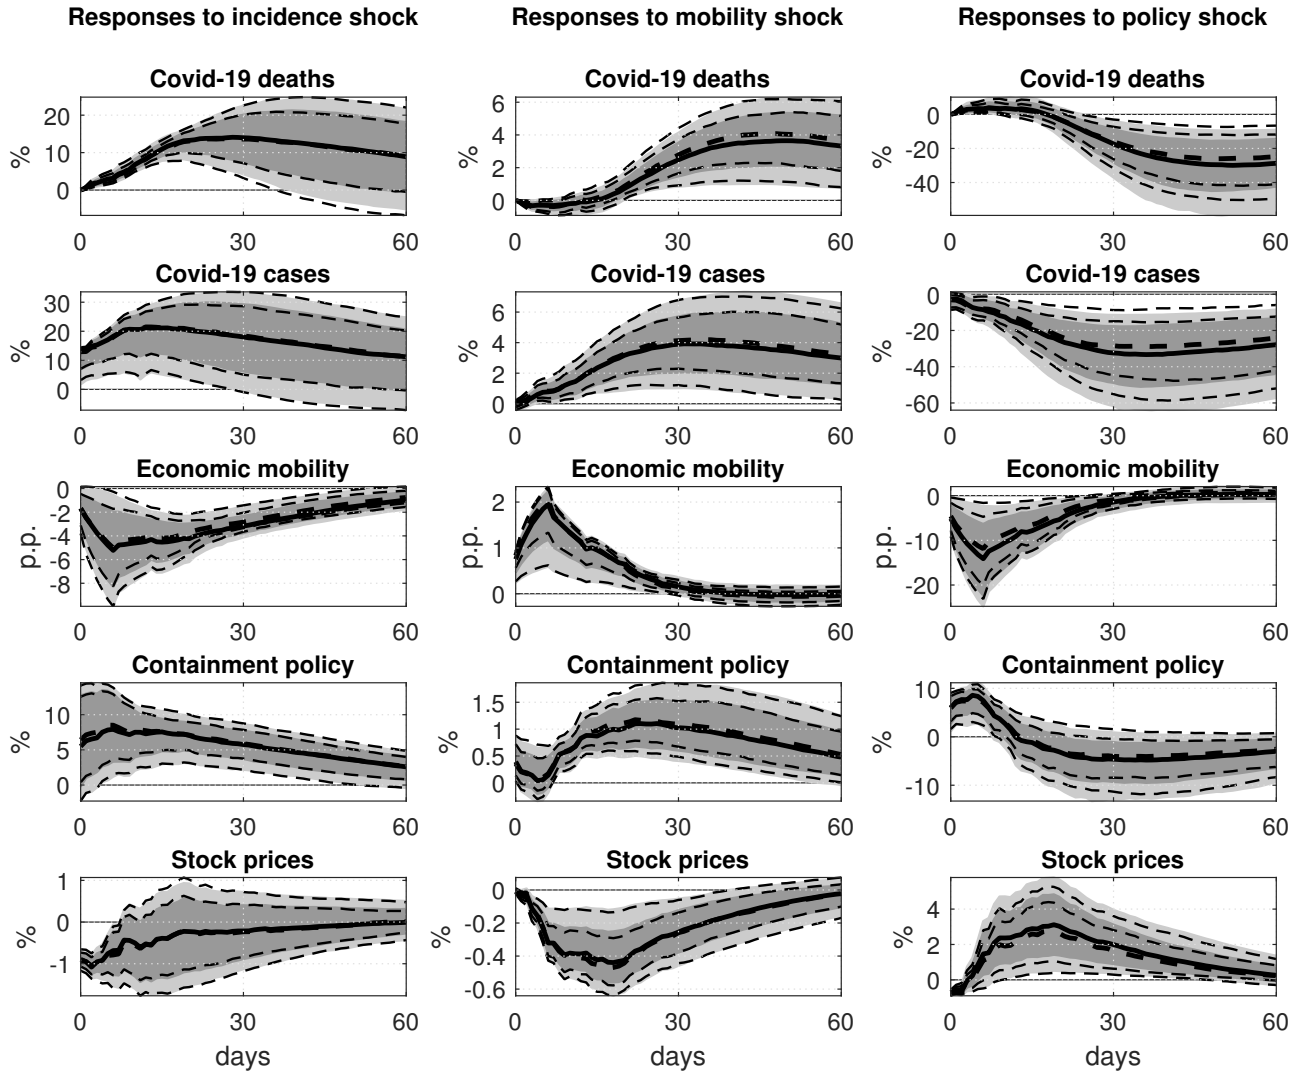 Responses to incidence shock Responses to mobility shock Responses to policy shock
Covid-19 deaths Covid-19 deaths Covid-19 deaths
20 10 0 % 6 4 2 0 % 0 -20 -40 %
0 30 60 0 30 60 0 30 60
Covid-19 cases Covid-19 cases Covid-19 cases
30 20 10 0 % 6 4 2 0 % 0 -20 -40 -60 %
0 30 60 0 30 60 0 30 60
Economic mobility Economic mobility Economic mobility
0 -2 -4 -6 -8 p.p. 2 1 0 p.p. 0 -10 -20 p.p.
0 30 60 0 30 60 0 30 60
Containment policy Containment policy Containment policy
10 5 0 % 1.5 1 0.5 0 % 10 0 -10 %
0 30 60 0 30 60 0 30 60
Stock prices Stock prices Stock prices
1 0 -1 % 0 -0.2 -0.4 -0.6 % 4 2 0 %
0 30 60 0 30 60 0 30 60
days days days